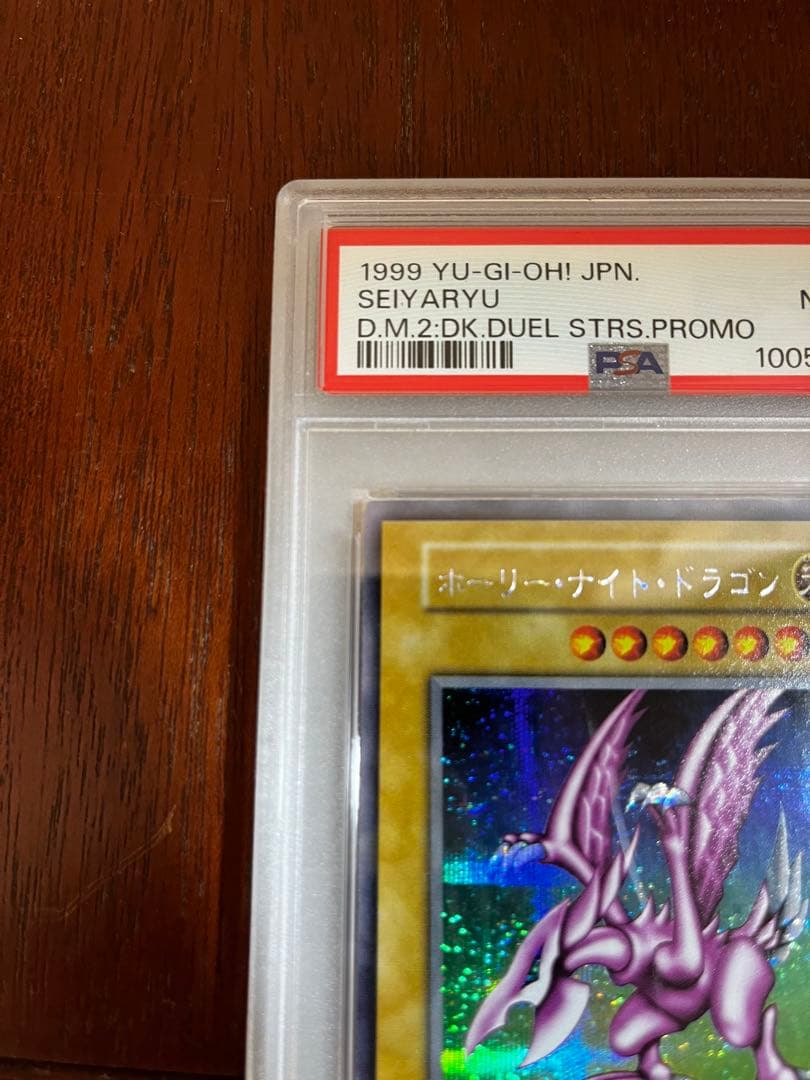 1999 YU-GI-OH! JPN.
SEIYARYU
D.M.2:DK.DUEL STRS.PROMO
PSA
1005
ホーリー・ナイト・ドラゴン